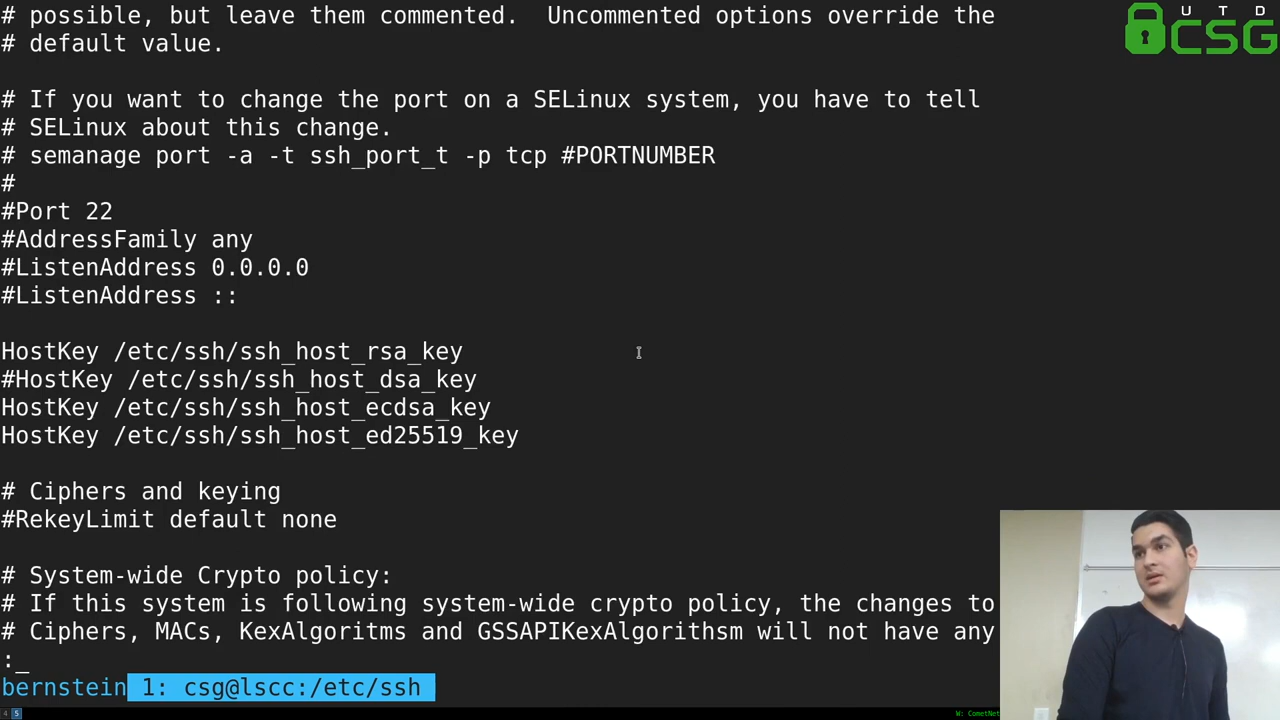 # possible, but leave them commented.  Uncommented options override the
# default value.
# If you want to change the port on a SELinux system, you have to tell
# SELinux about this change.
# semanage port -a -t ssh_port_t -p tcp #PORTNUMBER
#
#Port 22
#AddressFamily any
#ListenAddress 0.0.0.0
#ListenAddress ::
HostKey /etc/ssh/ssh_host_rsa_key
#HostKey /etc/ssh/ssh_host_dsa_key
HostKey /etc/ssh/ssh_host_ecdsa_key
HostKey /etc/ssh/ssh_host_ed25519_key
# Ciphers and keying
#RekeyLimit default none
# System-wide Crypto policy:
# If this system is following system-wide crypto policy, the changes to
# Ciphers, MACs, KexAlgoritms and GSSAPIKexAlgorithsm will not have any
:_
bernstein 1: csg@lscc:/etc/ssh
4 5
W: CometNet
UTD
CSG